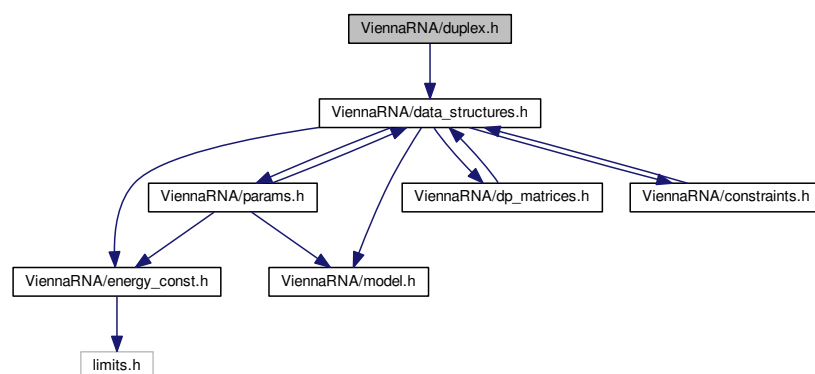 ViennaRNA/duplex.h
ViennaRNA/data_structures.h
ViennaRNA/params.h
ViennaRNA/dp_matrices.h
ViennaRNA/constraints.h
ViennaRNA/energy_const.h
ViennaRNA/model.h
limits.h